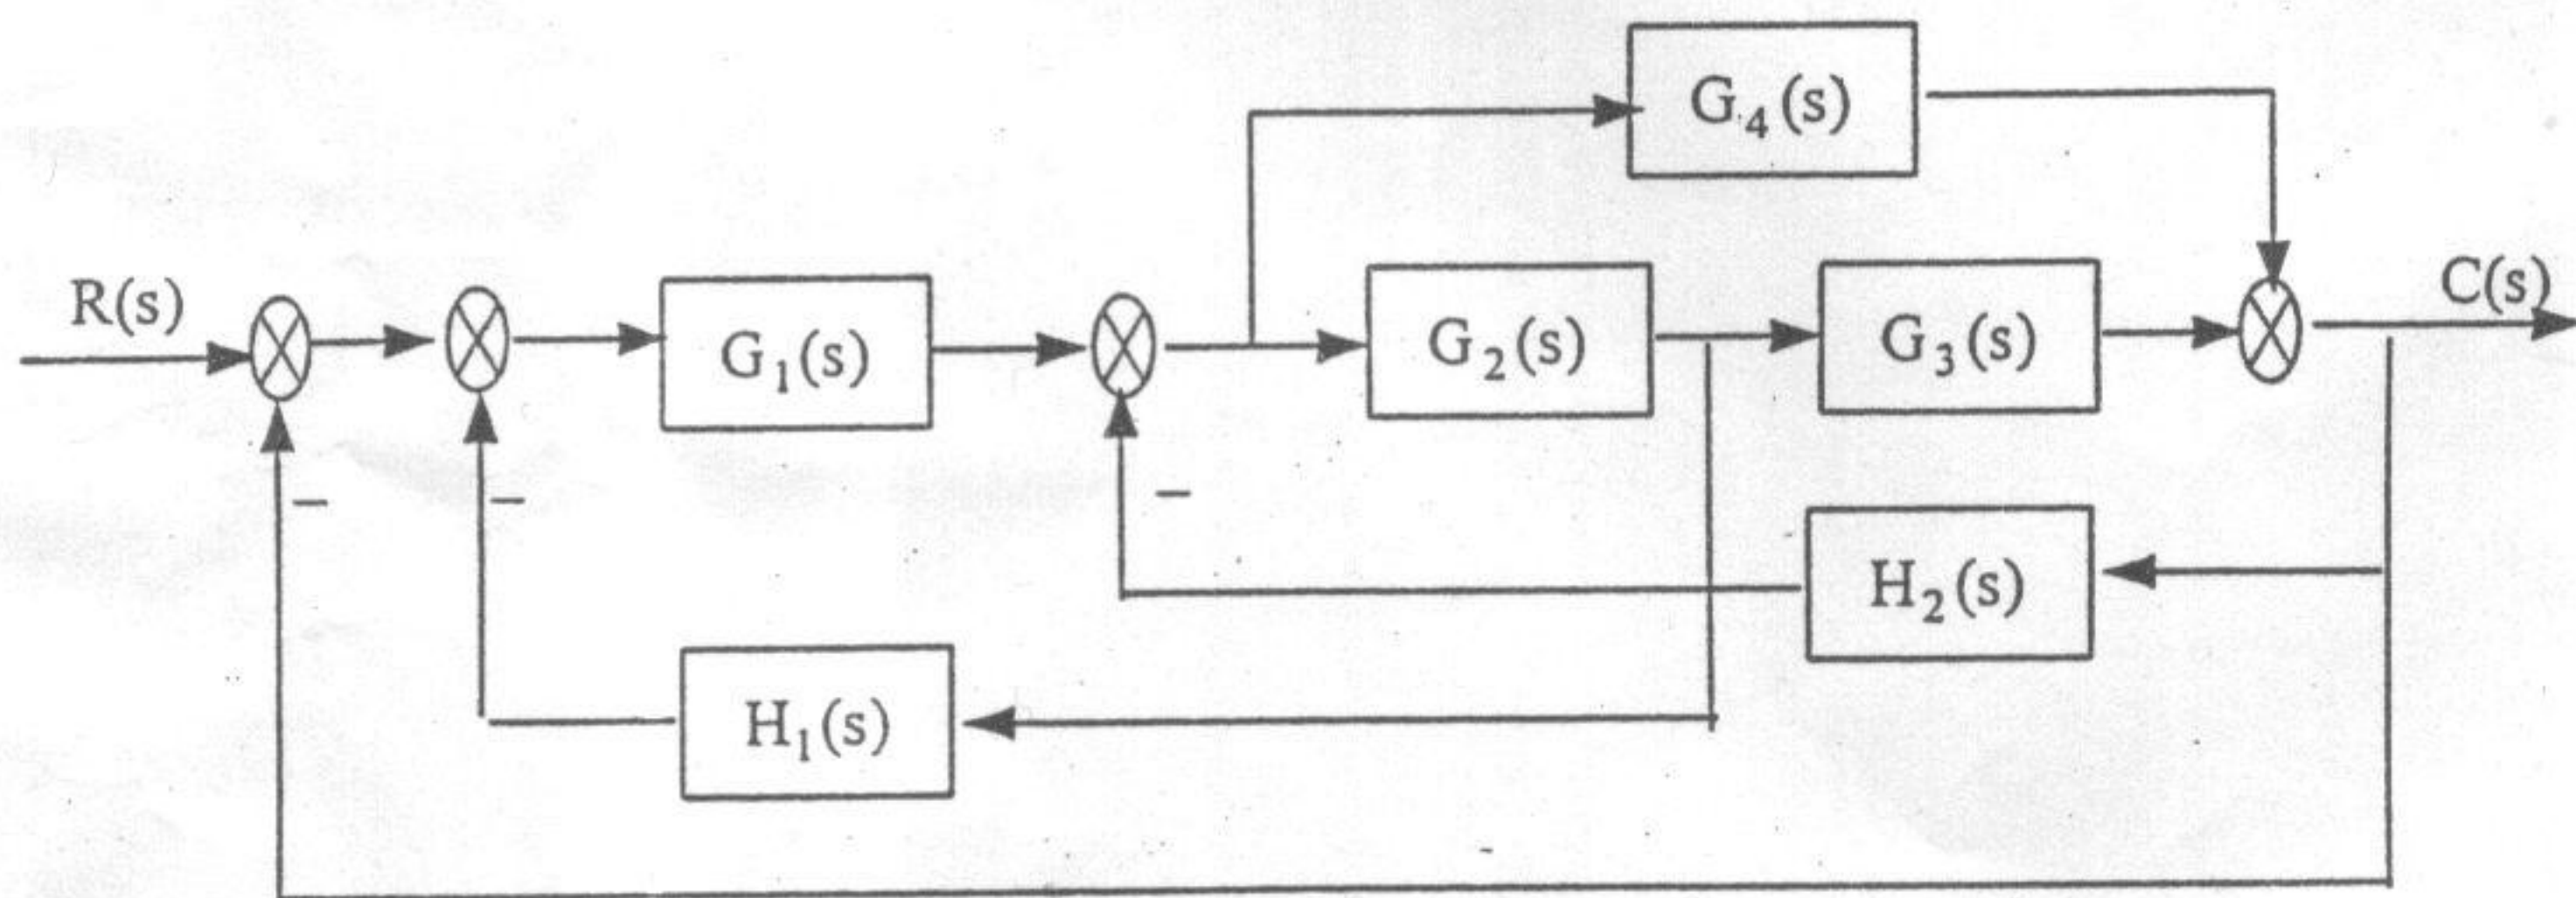 G₄(s)
R(s)
G₁(s)
G₂(s)
G₃(s)
C(s)
−
−
−
H₂(s)
H₁(s)